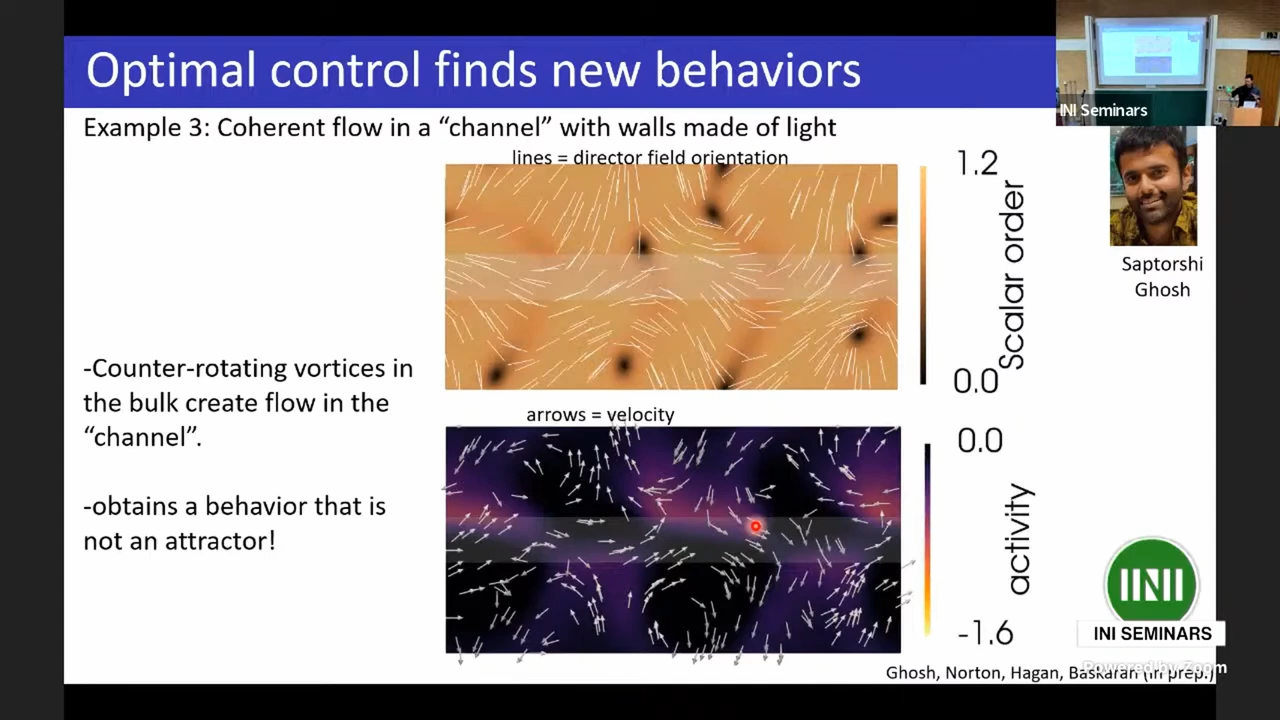 Optimal control finds new behaviors
INI Seminars
Example 3: Coherent flow in a “channel” with walls made of light
lines = director field orientation
1.2
Scalar order
0.0
Saptorshi
Ghosh
-Counter-rotating vortices in
the bulk create flow in the
“channel”.
-obtains a behavior that is
not an attractor!
arrows = velocity
0.0
activity
-1.6
INI SEMINARS
Powered by Zoom
Ghosh, Norton, Hagan, Baskaran (in prep.)